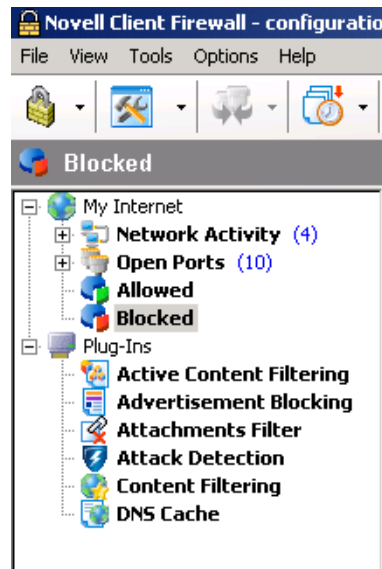 Novell Client Firewall - configuratio
File View Tools Options Help
Blocked
My Internet
Network Activity (4)
Open Ports (10)
Allowed
Blocked
Plug-Ins
Active Content Filtering
Advertisement Blocking
Attachments Filter
Attack Detection
Content Filtering
DNS Cache